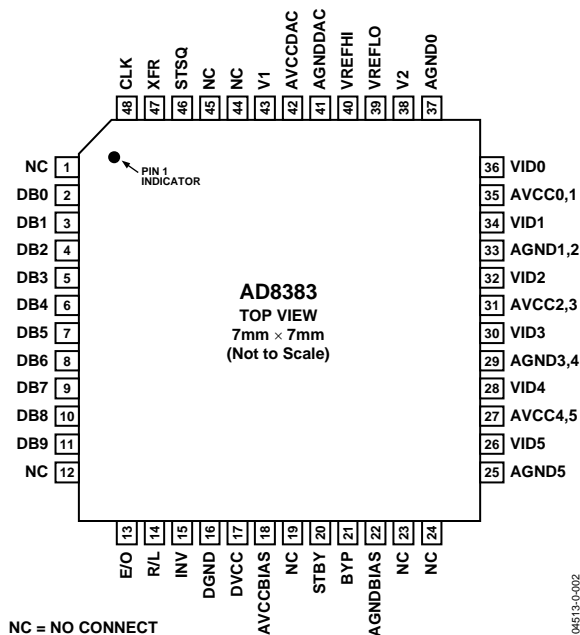 CLK
XFR
STSQ
NC
NC
V1
AVCCDAC
AGNDDAC
VREFHI
VREFLO
V2
AGND0
48
47
46
45
44
43
42
41
40
39
38
37
NC 1
DB0 2
DB1 3
DB2 4
DB3 5
DB4 6
DB5 7
DB6 8
DB7 9
DB8 10
DB9 11
NC 12
PIN 1
INDICATOR
AD8383
TOP VIEW
7mm × 7mm
(Not to Scale)
36 VID0
35 AVCC0,1
34 VID1
33 AGND1,2
32 VID2
31 AVCC2,3
30 VID3
29 AGND3,4
28 VID4
27 AVCC4,5
26 VID5
25 AGND5
13
14
15
16
17
18
19
20
21
22
23
24
E/O
R/L
INV
DGND
DVCC
AVCCBIAS
NC
STBY
BYP
AGNDBIAS
NC
NC
NC = NO CONNECT
04513-0-002